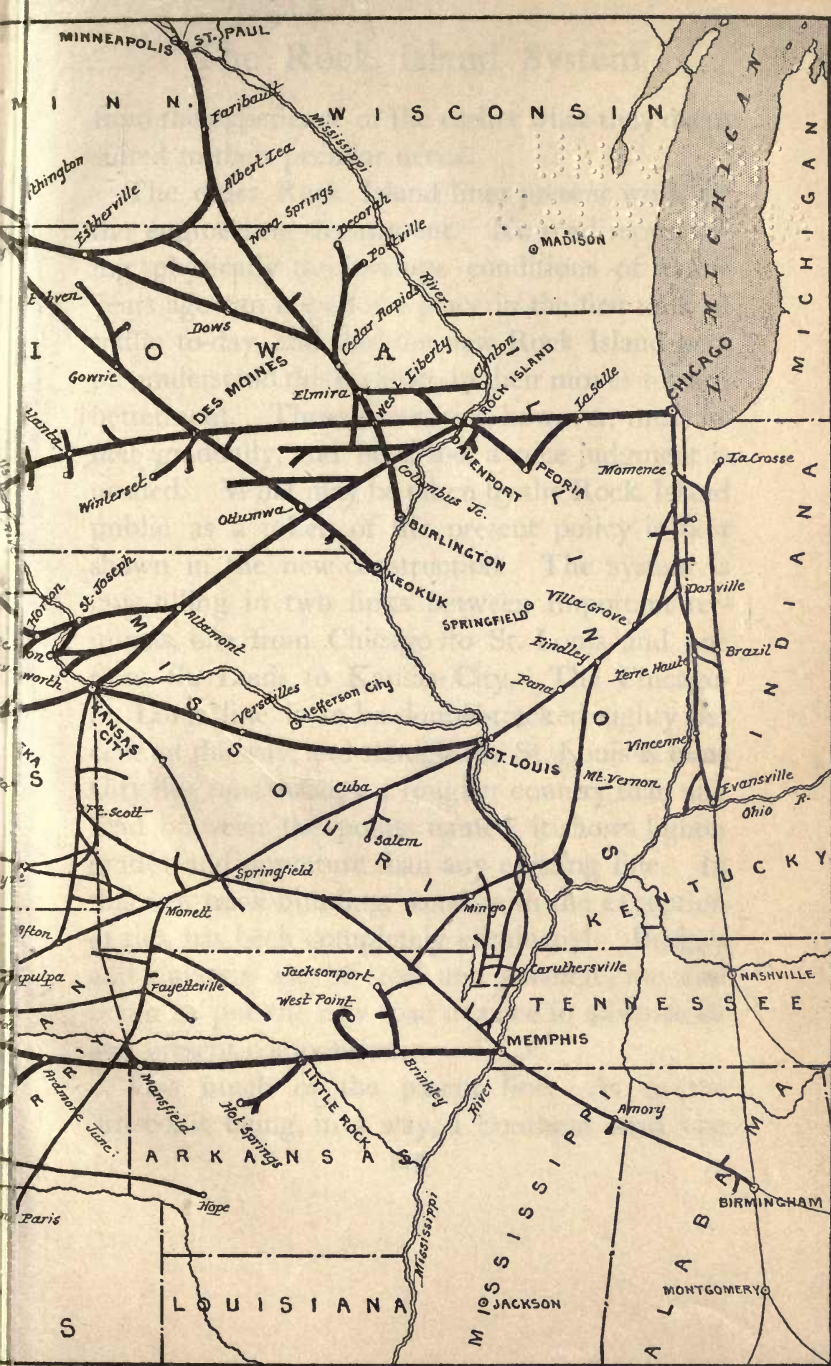 Rock Island System
MINNEAPOLIS
ST. PAUL
MINN.
WISCONSIN
L. MICHIGAN
MICHIGAN
Faribault
Mississippi
River
Albert Lea
Estherville
Nora Springs
Decorah
Postville
MADISON
Dows
Cedar Rapids
IOWA
Gowrie
DES MOINES
Elmira
West Liberty
Clinton
ROCK ISLAND
La Salle
CHICAGO
DAVENPORT
PEORIA
Momence
LaCrosse
Winterset
Ottumwa
Columbus Jc.
BURLINGTON
KEOKUK
ILLINOIS
INDIANA
SPRINGFIELD
Villa Grove
Danville
Horton
St. Joseph
Altamont
MISSOURI
Findley
Pana
Terre Haute
Brazil
KANSAS CITY
Versailles
Jefferson City
ST. LOUIS
Vincennes
Mt. Vernon
Evansville
Ohio R.
Cuba
Salem
Ft. Scott
Springfield
KENTUCKY
Monett
Mingo
Afton
Caruthersville
NASHVILLE
Jacksonport
West Point
Fayetteville
TENNESSEE
MEMPHIS
Mansfield
LITTLE ROCK
Brinkley
River
Ardmore Junc.
Hot Springs
Amory
ARKANSAS
MISSISSIPPI
ALABAMA
Hope
Paris
BIRMINGHAM
Mississippi
LOUISIANA
JACKSON
MONTGOMERY
S